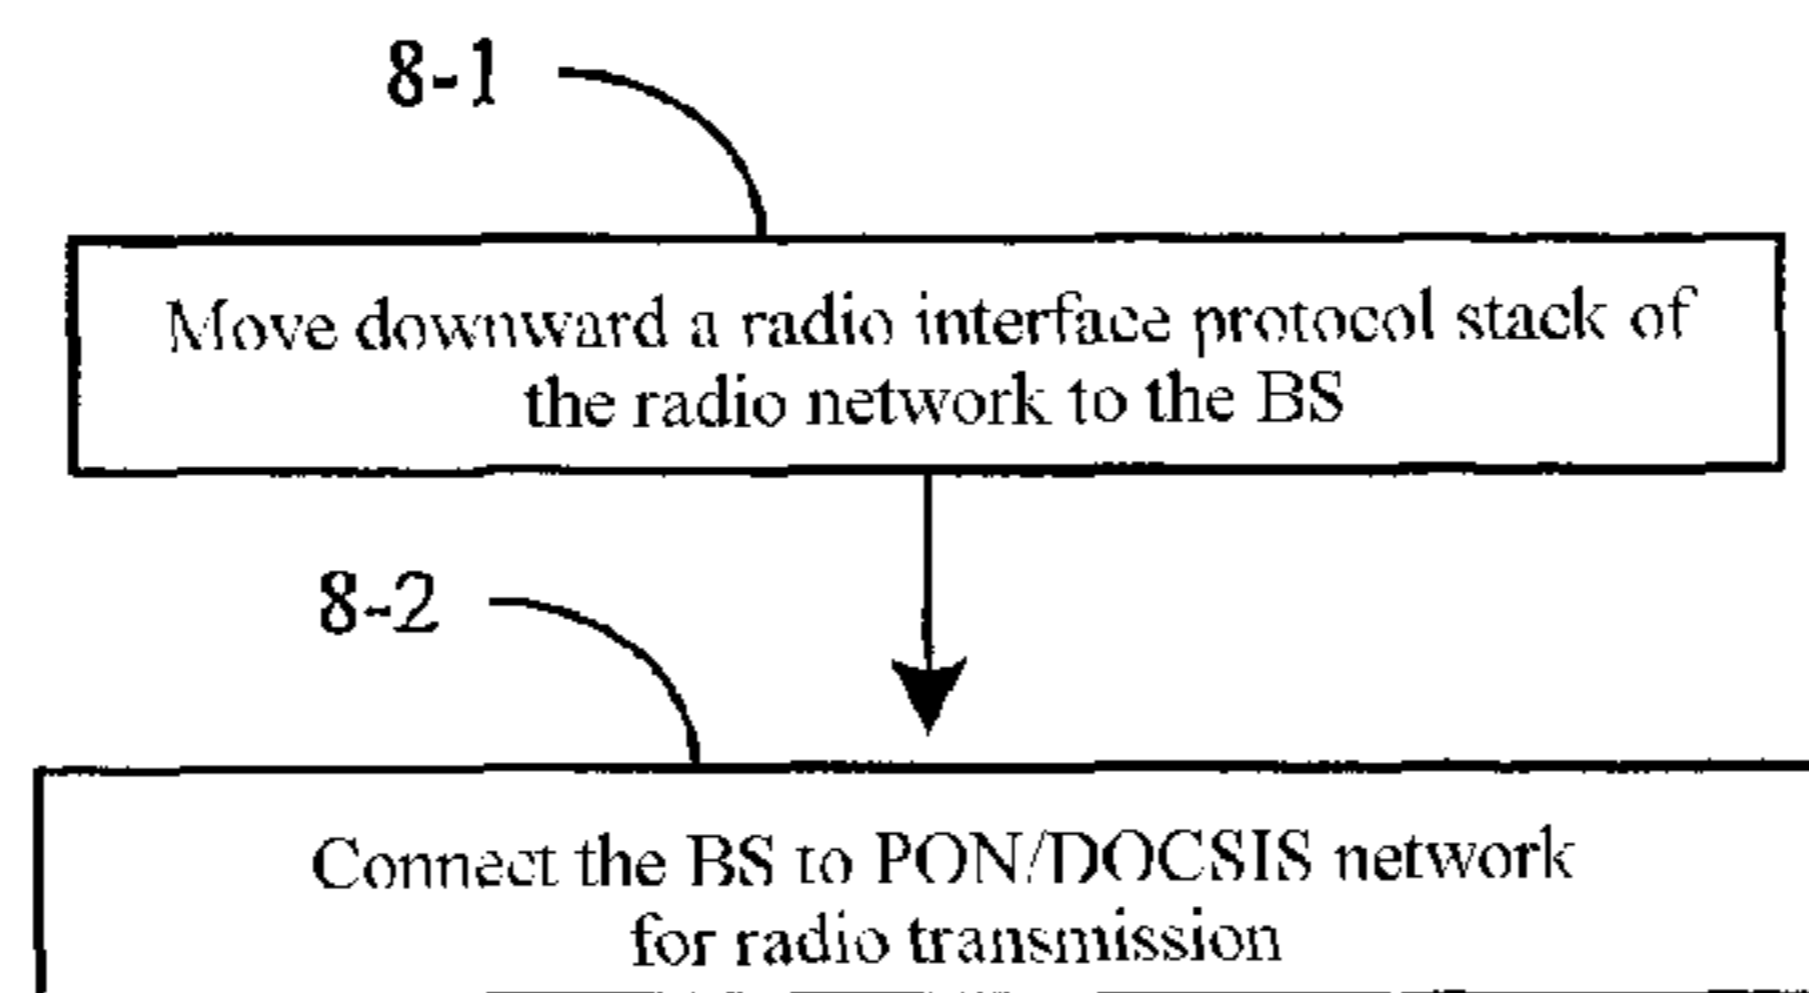 8-1
Move downward a radio interface protocol stack of
the radio network to the BS
8-2
Connect the BS to PON/DOCSIS network
for radio transmission